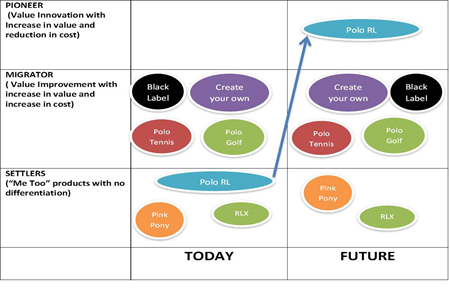 PIONEER
(Value Innovation with
Increase in value and
reduction in cost)
Polo RL
MIGRATOR
( Value Improvement with
increase in value and
increase in cost)
Black
Label
Create
your own
Create
your own
Black
Label
Polo
Tennis
Polo
Golf
Polo
Tennis
Polo
Golf
SETTLERS
("Me Too" products with no
differentiation)
Polo RL
Pink
Pony
RLX
Pink
Pony
RLX
TODAY
FUTURE